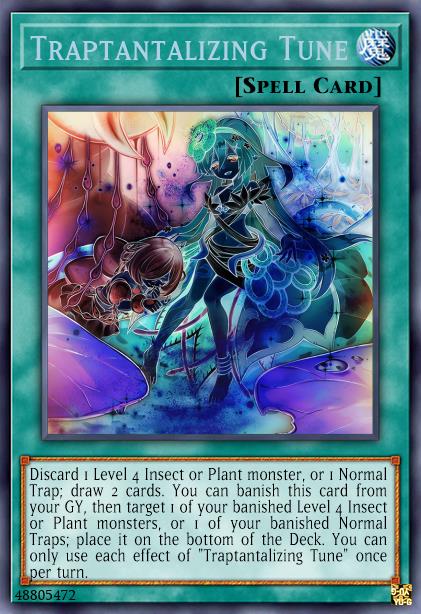 Traptantalizing Tune
魔
[Spell Card]
Discard 1 Level 4 Insect or Plant monster, or 1 Normal
Trap; draw 2 cards. You can banish this card from
your GY, then target 1 of your banished Level 4 Insect
or Plant monsters, or 1 of your banished Normal
Traps; place it on the bottom of the Deck. You can
only use each effect of "Traptantalizing Tune" once
per turn.
48805472